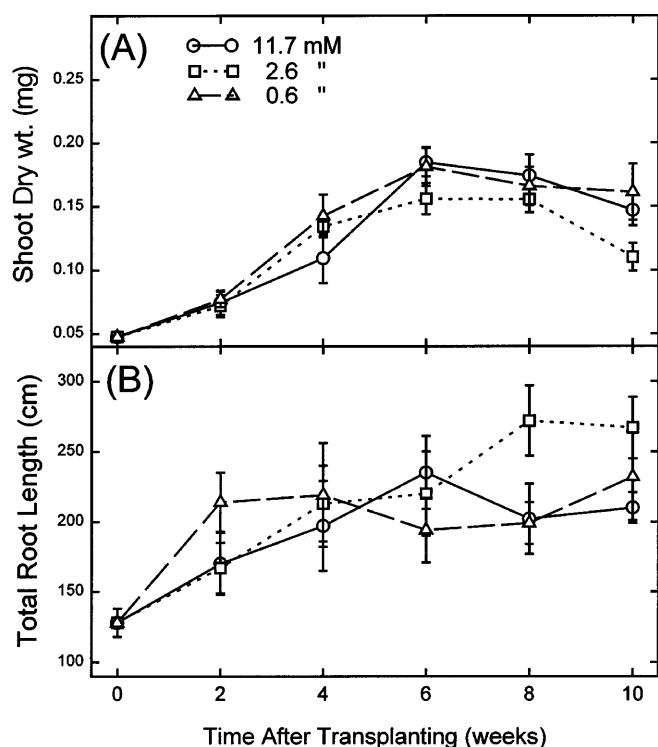 (A)
11.7 mM
2.6 "
0.6 "
Shoot Dry wt. (mg)
0.25
0.20
0.15
0.10
0.05
(B)
Total Root Length (cm)
300
250
200
150
100
0 2 4 6 8 10
Time After Transplanting (weeks)